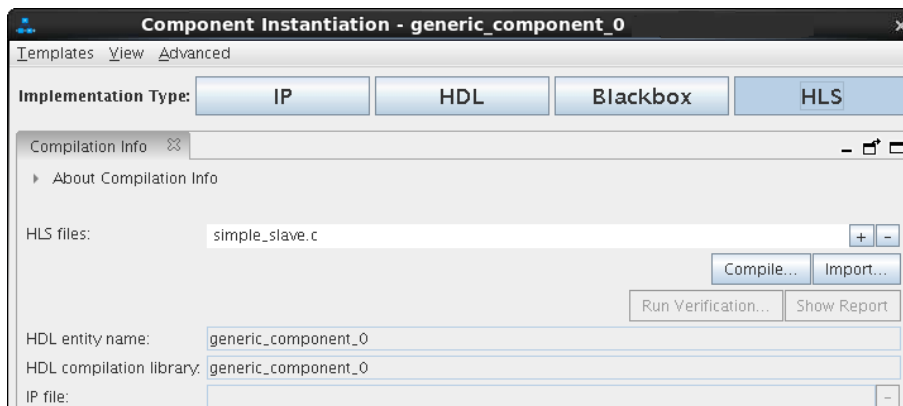 Component Instantiation - generic_component_0
Templates View Advanced
Implementation Type: IP HDL Blackbox HLS
Compilation Info
About Compilation Info
HLS files: simple_slave.c + -
Compile... Import...
Run Verification... Show Report
HDL entity name: generic_component_0
HDL compilation library: generic_component_0
IP file: -